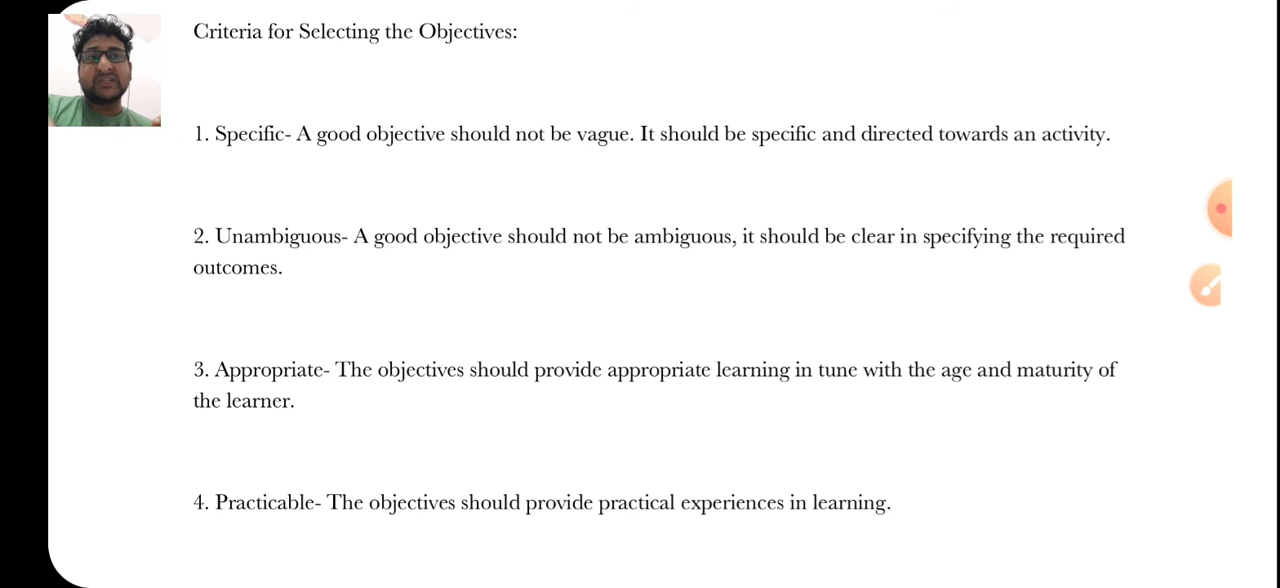 Criteria for Selecting the Objectives:
1. Specific- A good objective should not be vague. It should be specific and directed towards an activity.
2. Unambiguous- A good objective should not be ambiguous, it should be clear in specifying the required
outcomes.
3. Appropriate- The objectives should provide appropriate learning in tune with the age and maturity of
the learner.
4. Practicable- The objectives should provide practical experiences in learning.